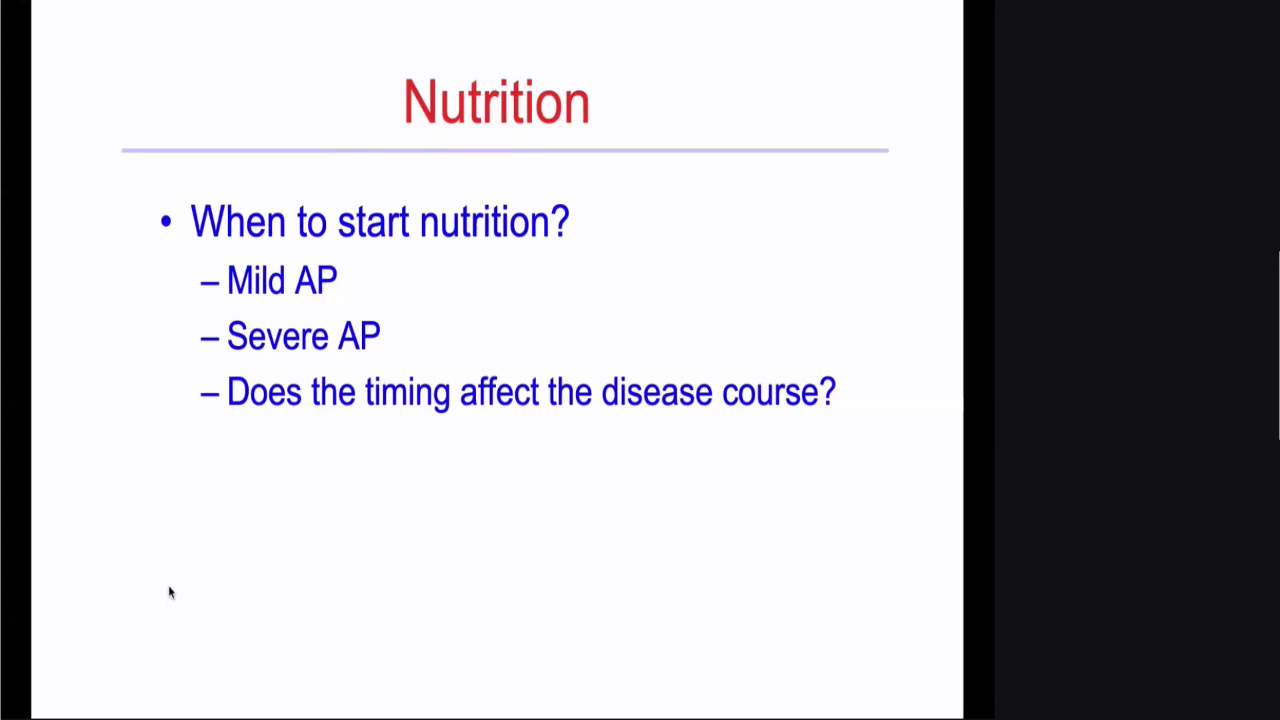 Nutrition
• When to start nutrition?
– Mild AP
– Severe AP
– Does the timing affect the disease course?